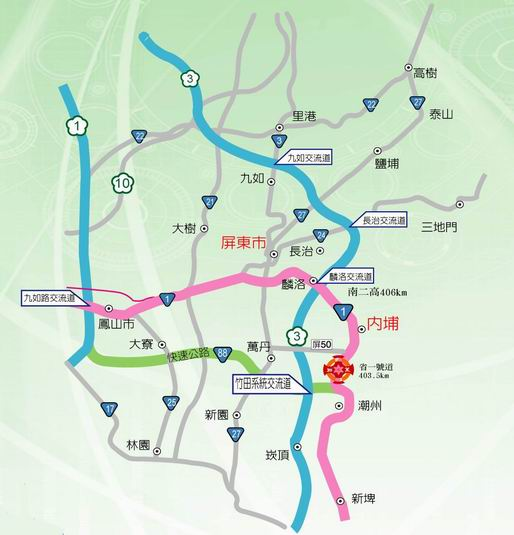 高樹
3
22
27
泰山
里港
1
22
3
九如交流道
鹽埔
10
九如
21
27
長治交流道
三地門
大樹
屏東市
24
長治
麟洛交流道
麟洛
南二高406km
九如路交流道
1
1
鳳山市
内埔
3
大寮
快速公路
88
萬丹
屏50
省一號道
403.5km
竹田系統交流道
17
25
新園
潮州
27
林園
崁頂
新埤